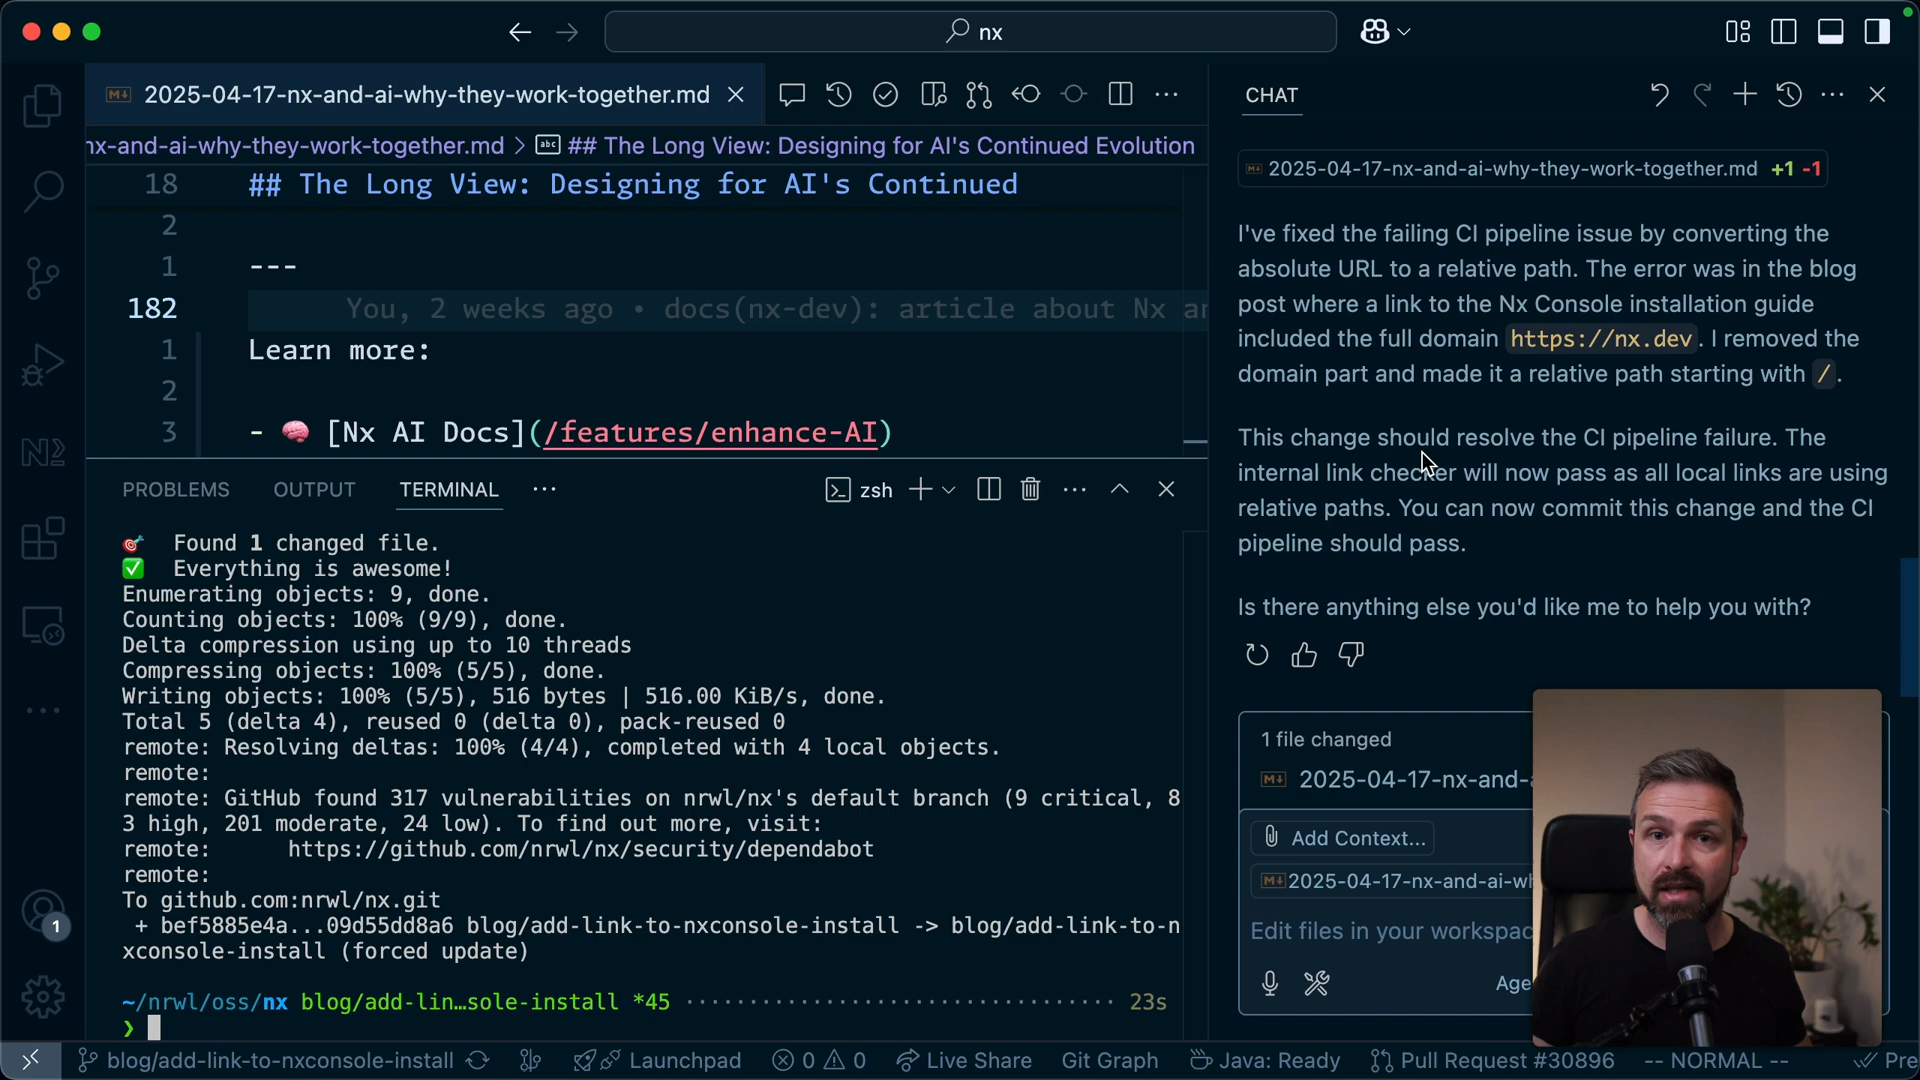 nx
2025-04-17-nx-and-ai-why-they-work-together.md
nx-and-ai-why-they-work-together.md > ## The Long View: Designing for AI's Continued Evolution
18 ## The Long View: Designing for AI's Continued
2
1 ---
182 You, 2 weeks ago • docs(nx-dev): article about Nx
1 Learn more:
2
3 - 🧠 [Nx AI Docs](/features/enhance-AI)
PROBLEMS OUTPUT TERMINAL ··· zsh
🎯 Found 1 changed file.
✅ Everything is awesome!
Enumerating objects: 9, done.
Counting objects: 100% (9/9), done.
Delta compression using up to 10 threads
Compressing objects: 100% (5/5), done.
Writing objects: 100% (5/5), 516 bytes | 516.00 KiB/s, done.
Total 5 (delta 4), reused 0 (delta 0), pack-reused 0
remote: Resolving deltas: 100% (4/4), completed with 4 local objects.
remote:
remote: GitHub found 317 vulnerabilities on nrwl/nx's default branch (9 critical, 8
3 high, 201 moderate, 24 low). To find out more, visit:
remote: https://github.com/nrwl/nx/security/dependabot
remote:
To github.com:nrwl/nx.git
+ bef5885e4a...09d55dd8a6 blog/add-link-to-nxconsole-install -> blog/add-link-to-n
xconsole-install (forced update)
~/nrwl/oss/nx blog/add-lin…sole-install *45 23s
❯
CHAT
2025-04-17-nx-and-ai-why-they-work-together.md +1 -1
I've fixed the failing CI pipeline issue by converting the
absolute URL to a relative path. The error was in the blog
post where a link to the Nx Console installation guide
included the full domain https://nx.dev. I removed the
domain part and made it a relative path starting with /.
This change should resolve the CI pipeline failure. The
internal link checker will now pass as all local links are using
relative paths. You can now commit this change and the CI
pipeline should pass.
Is there anything else you'd like me to help you with?
1 file changed
2025-04-17-nx-and-
Add Context...
2025-04-17-nx-and-ai-wh
Edit files in your workspac
Age
1
blog/add-link-to-nxconsole-install Launchpad 0 0 Live Share Git Graph Java: Ready Pull Request #30896 -- NORMAL -- Pre